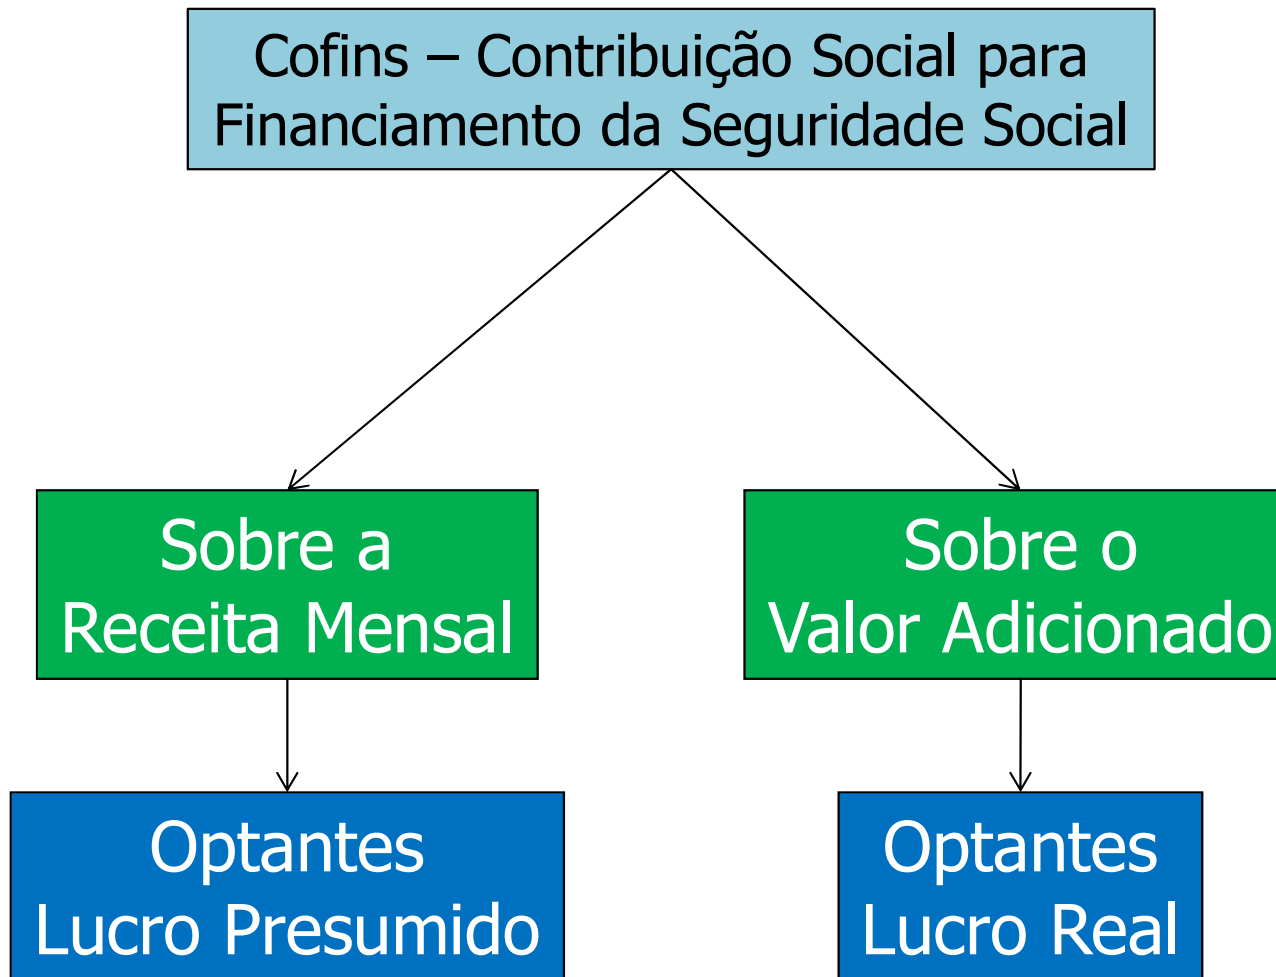 Cofins – Contribuição Social para
Financiamento da Seguridade Social
Sobre a
Receita Mensal
Sobre o
Valor Adicionado
Optantes
Lucro Presumido
Optantes
Lucro Real